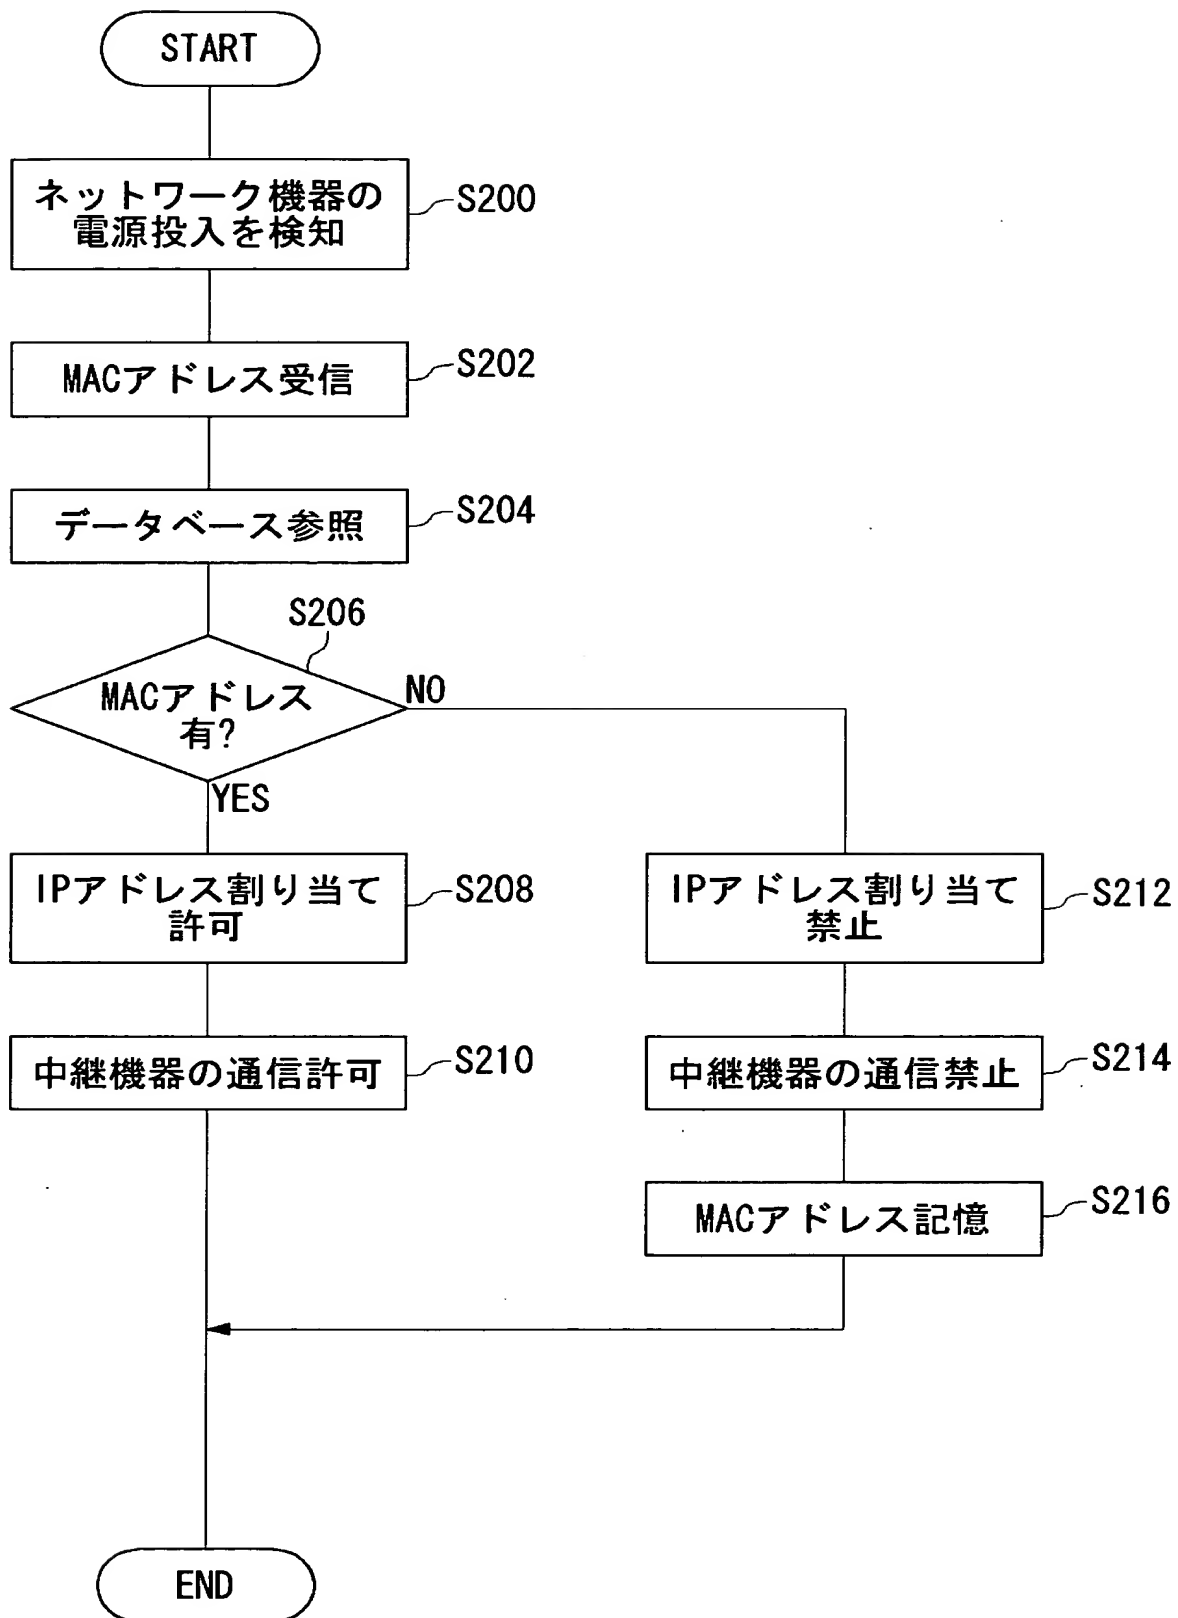 START
ネットワーク機器の
電源投入を検知
S200
MACアドレス受信
S202
データベース参照
S204
S206
MACアドレス
有?
NO
YES
IPアドレス割り当て
許可
S208
中継機器の通信許可
S210
IPアドレス割り当て
禁止
S212
中継機器の通信禁止
S214
MACアドレス記憶
S216
END